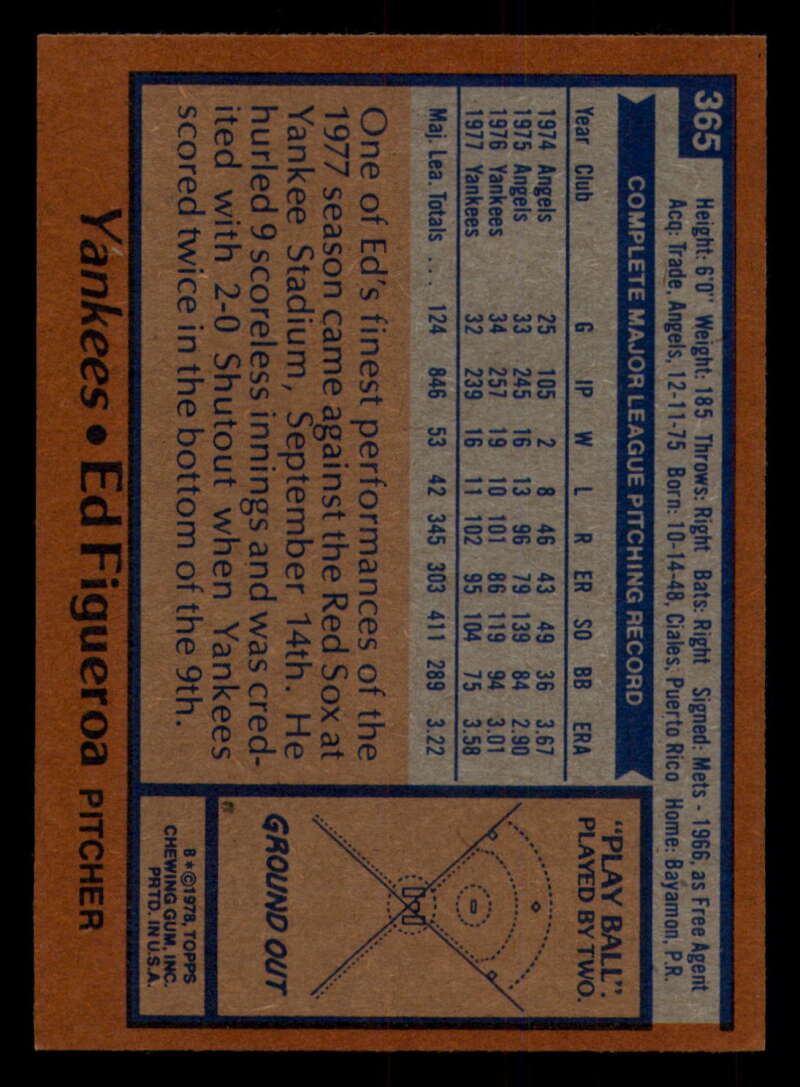 365
Height: 6'0" Weight: 185 Throws: Right Bats: Right Signed: Mets - 1966, as Free Agent
Acq: Trade, Angels, 12-11-75 Born: 10-14-48, Ciales, Puerto Rico Home: Bayamon, P.R.
COMPLETE MAJOR LEAGUE PITCHING RECORD
Year Club G IP W L R ER SO BB ERA
1974 Angels 25 105 2 8 46 43 49 36 3.67
1975 Angels 33 245 16 13 96 79 139 84 2.90
1976 Yankees 34 257 19 10 101 86 119 94 3.01
1977 Yankees 32 239 16 11 102 95 104 75 3.58
Maj. Lea. Totals ... 124 846 53 42 345 303 411 289 3.22
One of Ed's finest performances of the
1977 season came against the Red Sox at
Yankee Stadium, September 14th. He
hurled 9 scoreless innings and was cred-
ited with 2-0 Shutout when Yankees
scored twice in the bottom of the 9th.
"PLAY BALL":
PLAYED BY TWO.
GROUND OUT
B*©1978, TOPPS
CHEWING GUM, INC.
PRTD. IN U.S.A.
Yankees • Ed Figueroa PITCHER